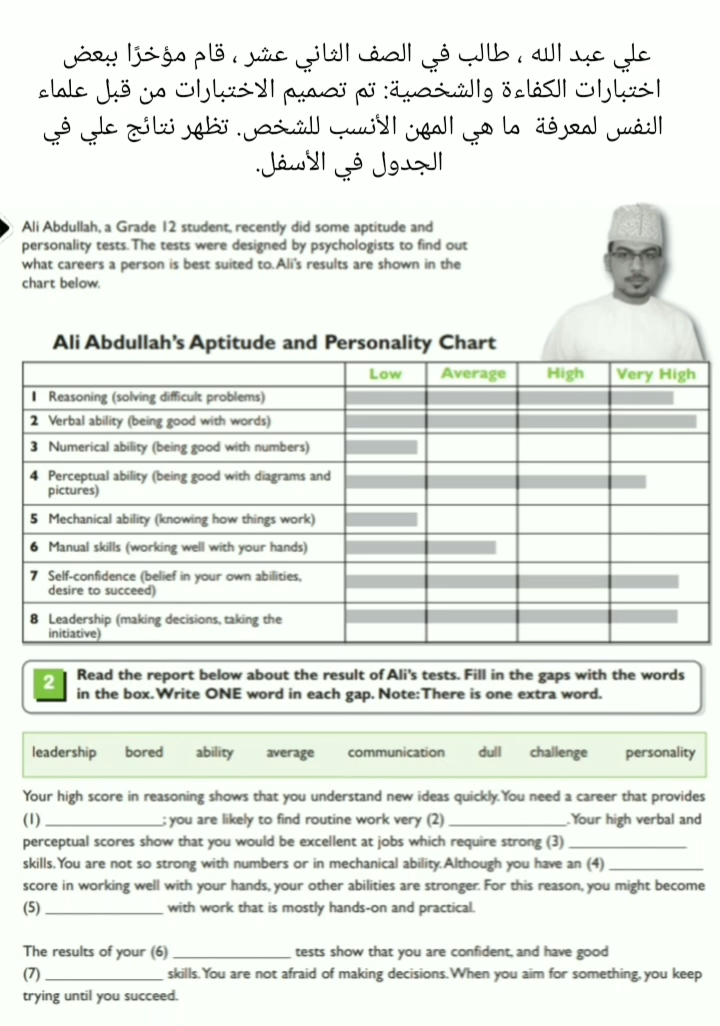 علي عبد الله ، طالب في الصف الثاني عشر ، قام مؤخرًا ببعض
اختبارات الكفاءة والشخصية: تم تصميم الاختبارات من قبل علماء
النفس لمعرفة ما هي المهن الأنسب للشخص. تظهر نتائج علي في
الجدول في الأسفل.
Ali Abdullah, a Grade 12 student, recently did some aptitude and
personality tests. The tests were designed by psychologists to find out
what careers a person is best suited to. Ali's results are shown in the
chart below.
Ali Abdullah's Aptitude and Personality Chart
Low Average High Very High
1 Reasoning (solving difficult problems)
2 Verbal ability (being good with words)
3 Numerical ability (being good with numbers)
4 Perceptual ability (being good with diagrams and
pictures)
5 Mechanical ability (knowing how things work)
6 Manual skills (working well with your hands)
7 Self-confidence (belief in your own abilities,
desire to succeed)
8 Leadership (making decisions, taking the
initiative)
2 Read the report below about the result of Ali's tests. Fill in the gaps with the words
in the box. Write ONE word in each gap. Note: There is one extra word.
leadership bored ability average communication dull challenge personality
Your high score in reasoning shows that you understand new ideas quickly. You need a career that provides
(1) ____________; you are likely to find routine work very (2) ____________. Your high verbal and
perceptual scores show that you would be excellent at jobs which require strong (3) ____________
skills. You are not so strong with numbers or in mechanical ability. Although you have an (4) ____________
score in working well with your hands, your other abilities are stronger. For this reason, you might become
(5) ____________ with work that is mostly hands-on and practical.
The results of your (6) ____________ tests show that you are confident, and have good
(7) ____________ skills. You are not afraid of making decisions. When you aim for something, you keep
trying until you succeed.